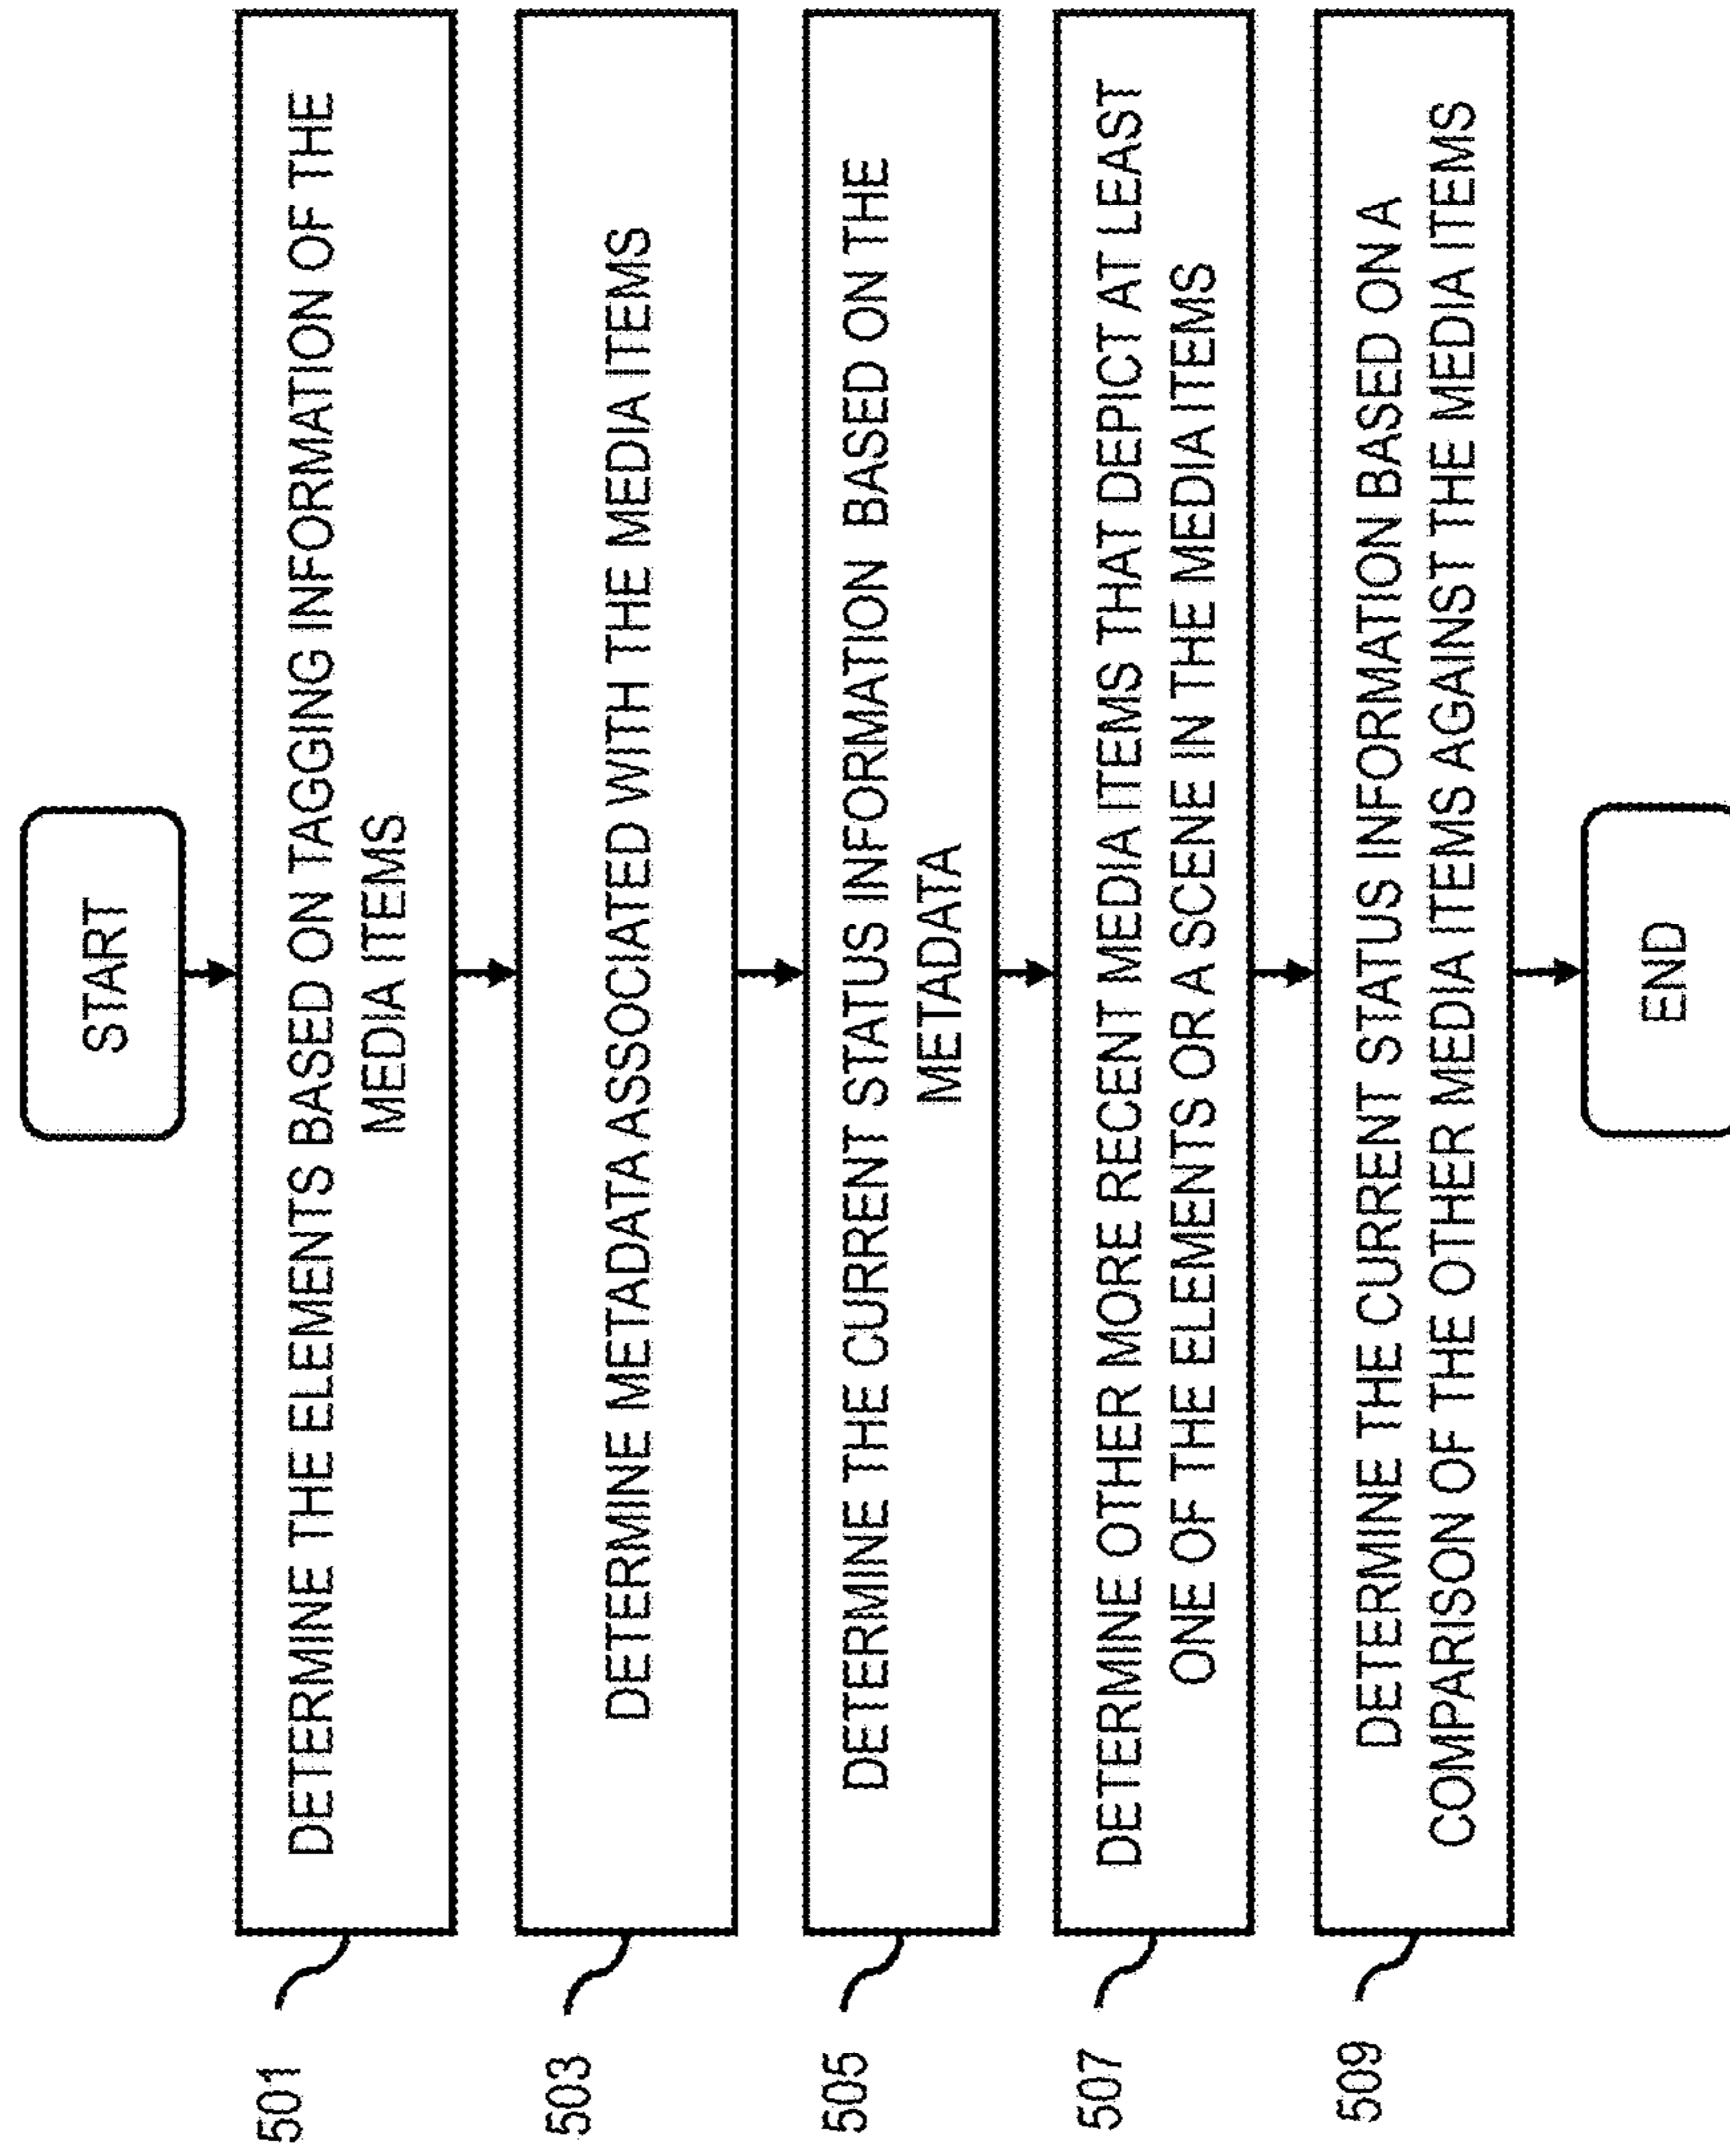 START
501
DETERMINE THE ELEMENTS BASED ON TAGGING INFORMATION OF THE
MEDIA ITEMS
503
DETERMINE METADATA ASSOCIATED WITH THE MEDIA ITEMS
505
DETERMINE THE CURRENT STATUS INFORMATION BASED ON THE
METADATA
507
DETERMINE OTHER MORE RECENT MEDIA ITEMS THAT DEPICT AT LEAST
ONE OF THE ELEMENTS OR A SCENE IN THE MEDIA ITEMS
509
DETERMINE THE CURRENT STATUS INFORMATION BASED ON A
COMPARISON OF THE OTHER MEDIA ITEMS AGAINST THE MEDIA ITEMS
END